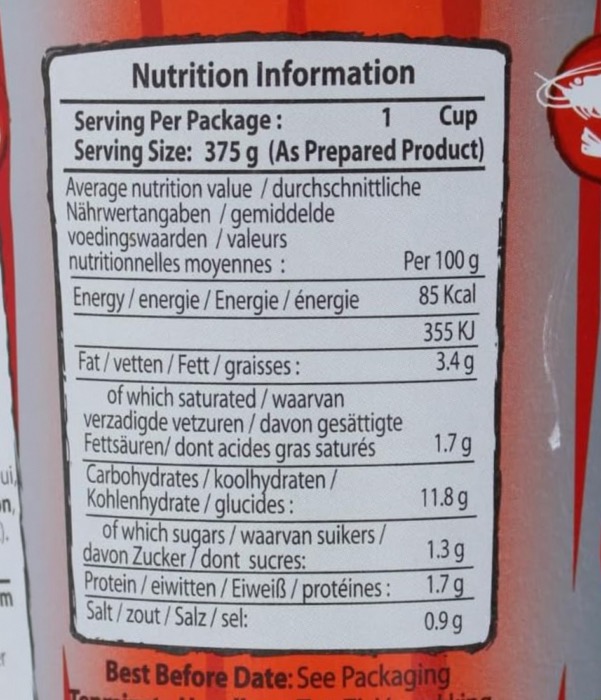 Nutrition Information
Serving Per Package : 1 Cup
Serving Size: 375 g (As Prepared Product)
Average nutrition value / durchschnittliche
Nährwertangaben / gemiddelde
voedingswaarden / valeurs
nutritionnelles moyennes : Per 100 g
Energy / energie / Energie / énergie 85 Kcal
355 KJ
Fat / vetten / Fett / graisses : 3.4 g
of which saturated / waarvan
verzadigde vetzuren / davon gesättigte
Fettsäuren/ dont acides gras saturés 1.7 g
Carbohydrates / koolhydraten /
Kohlenhydrate / glucides : 11.8 g
of which sugars / waarvan suikers /
davon Zucker / dont sucres: 1.3 g
Protein / eiwitten / Eiweiß / protéines : 1.7 g
Salt / zout / Salz / sel: 0.9 g
Best Before Date: See Packaging